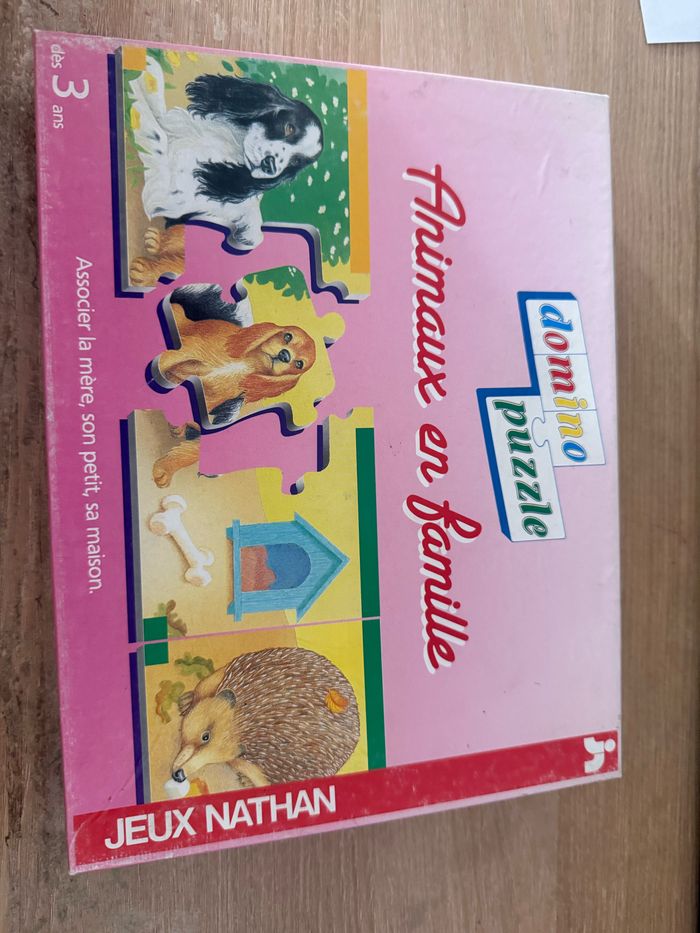 domino
puzzle
Animaux en famille
dès 3 ans
Associer la mère, son petit, sa maison.
JEUX NATHAN